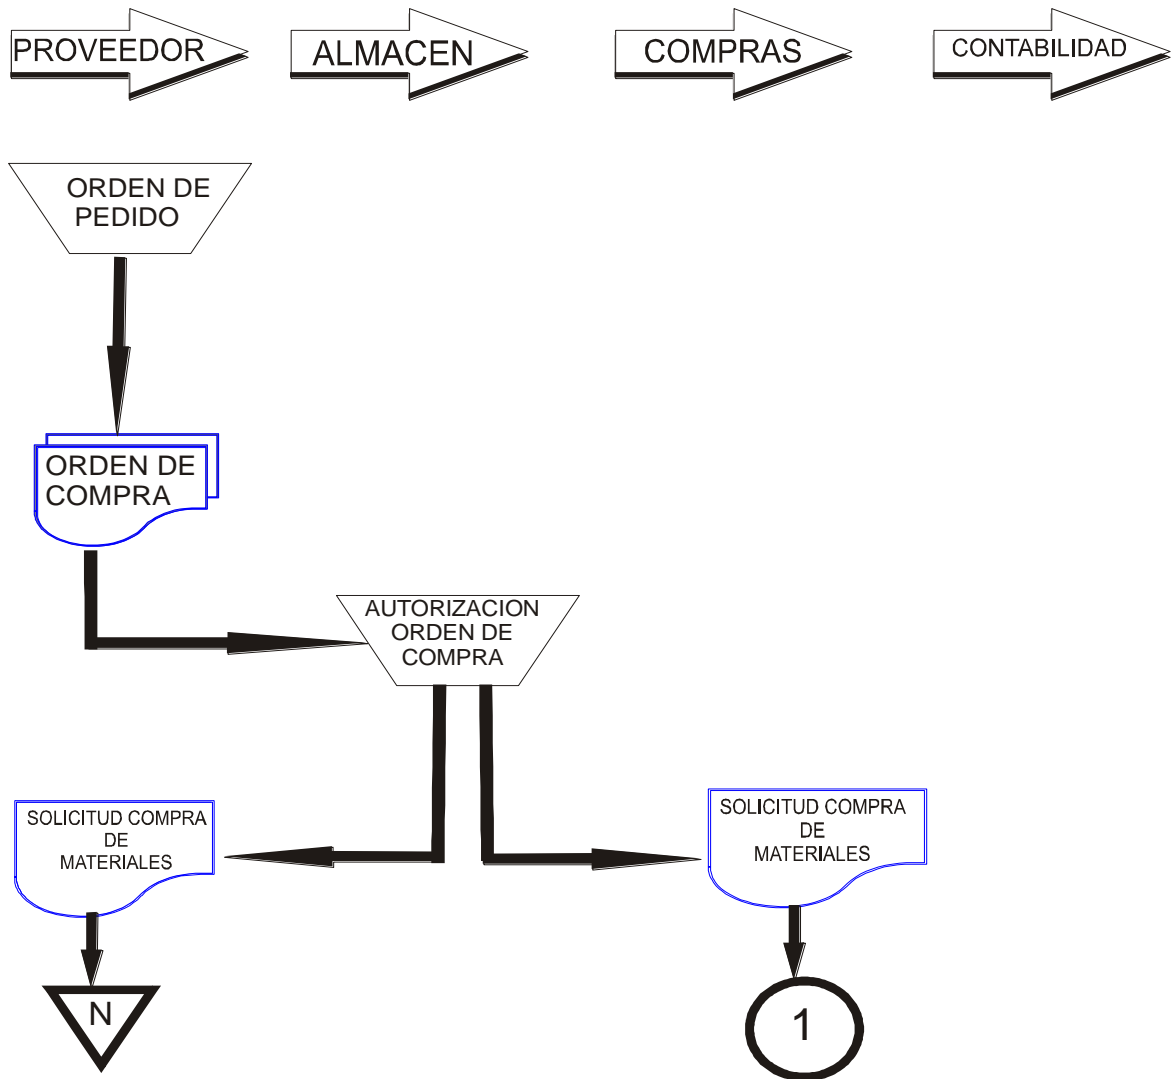 PROVEEDOR
ALMACEN
COMPRAS
CONTABILIDAD
ORDEN DE
PEDIDO
ORDEN DE
COMPRA
AUTORIZACION
ORDEN DE
COMPRA
SOLICITUD COMPRA
DE
MATERIALES
SOLICITUD COMPRA
DE
MATERIALES
N
1